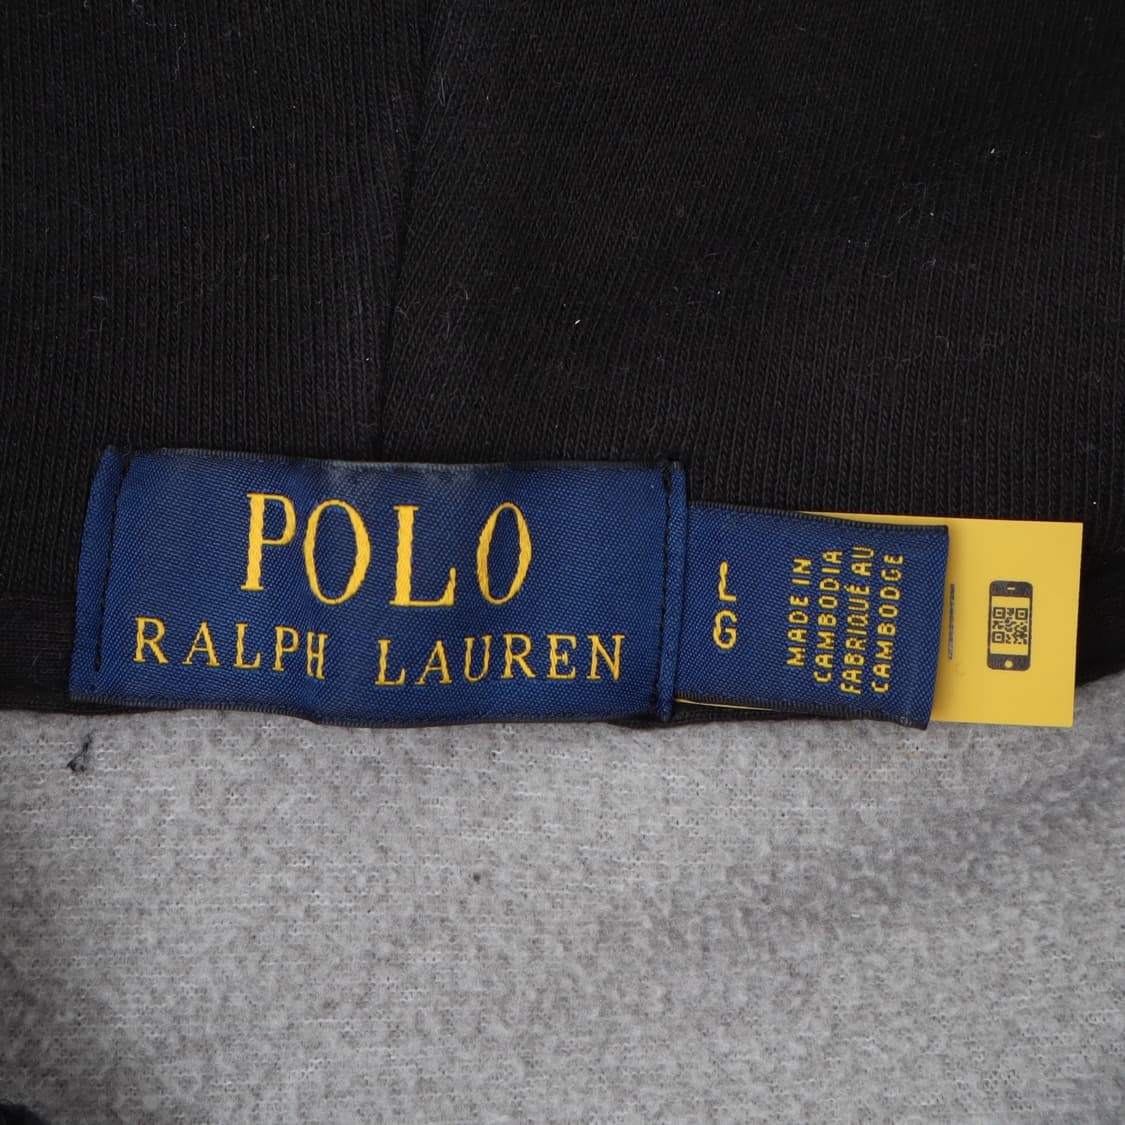 POLO
RALPH LAUREN
L
G
MADE IN
CAMBODIA
FABRIQUÉ AU
CAMBODGE